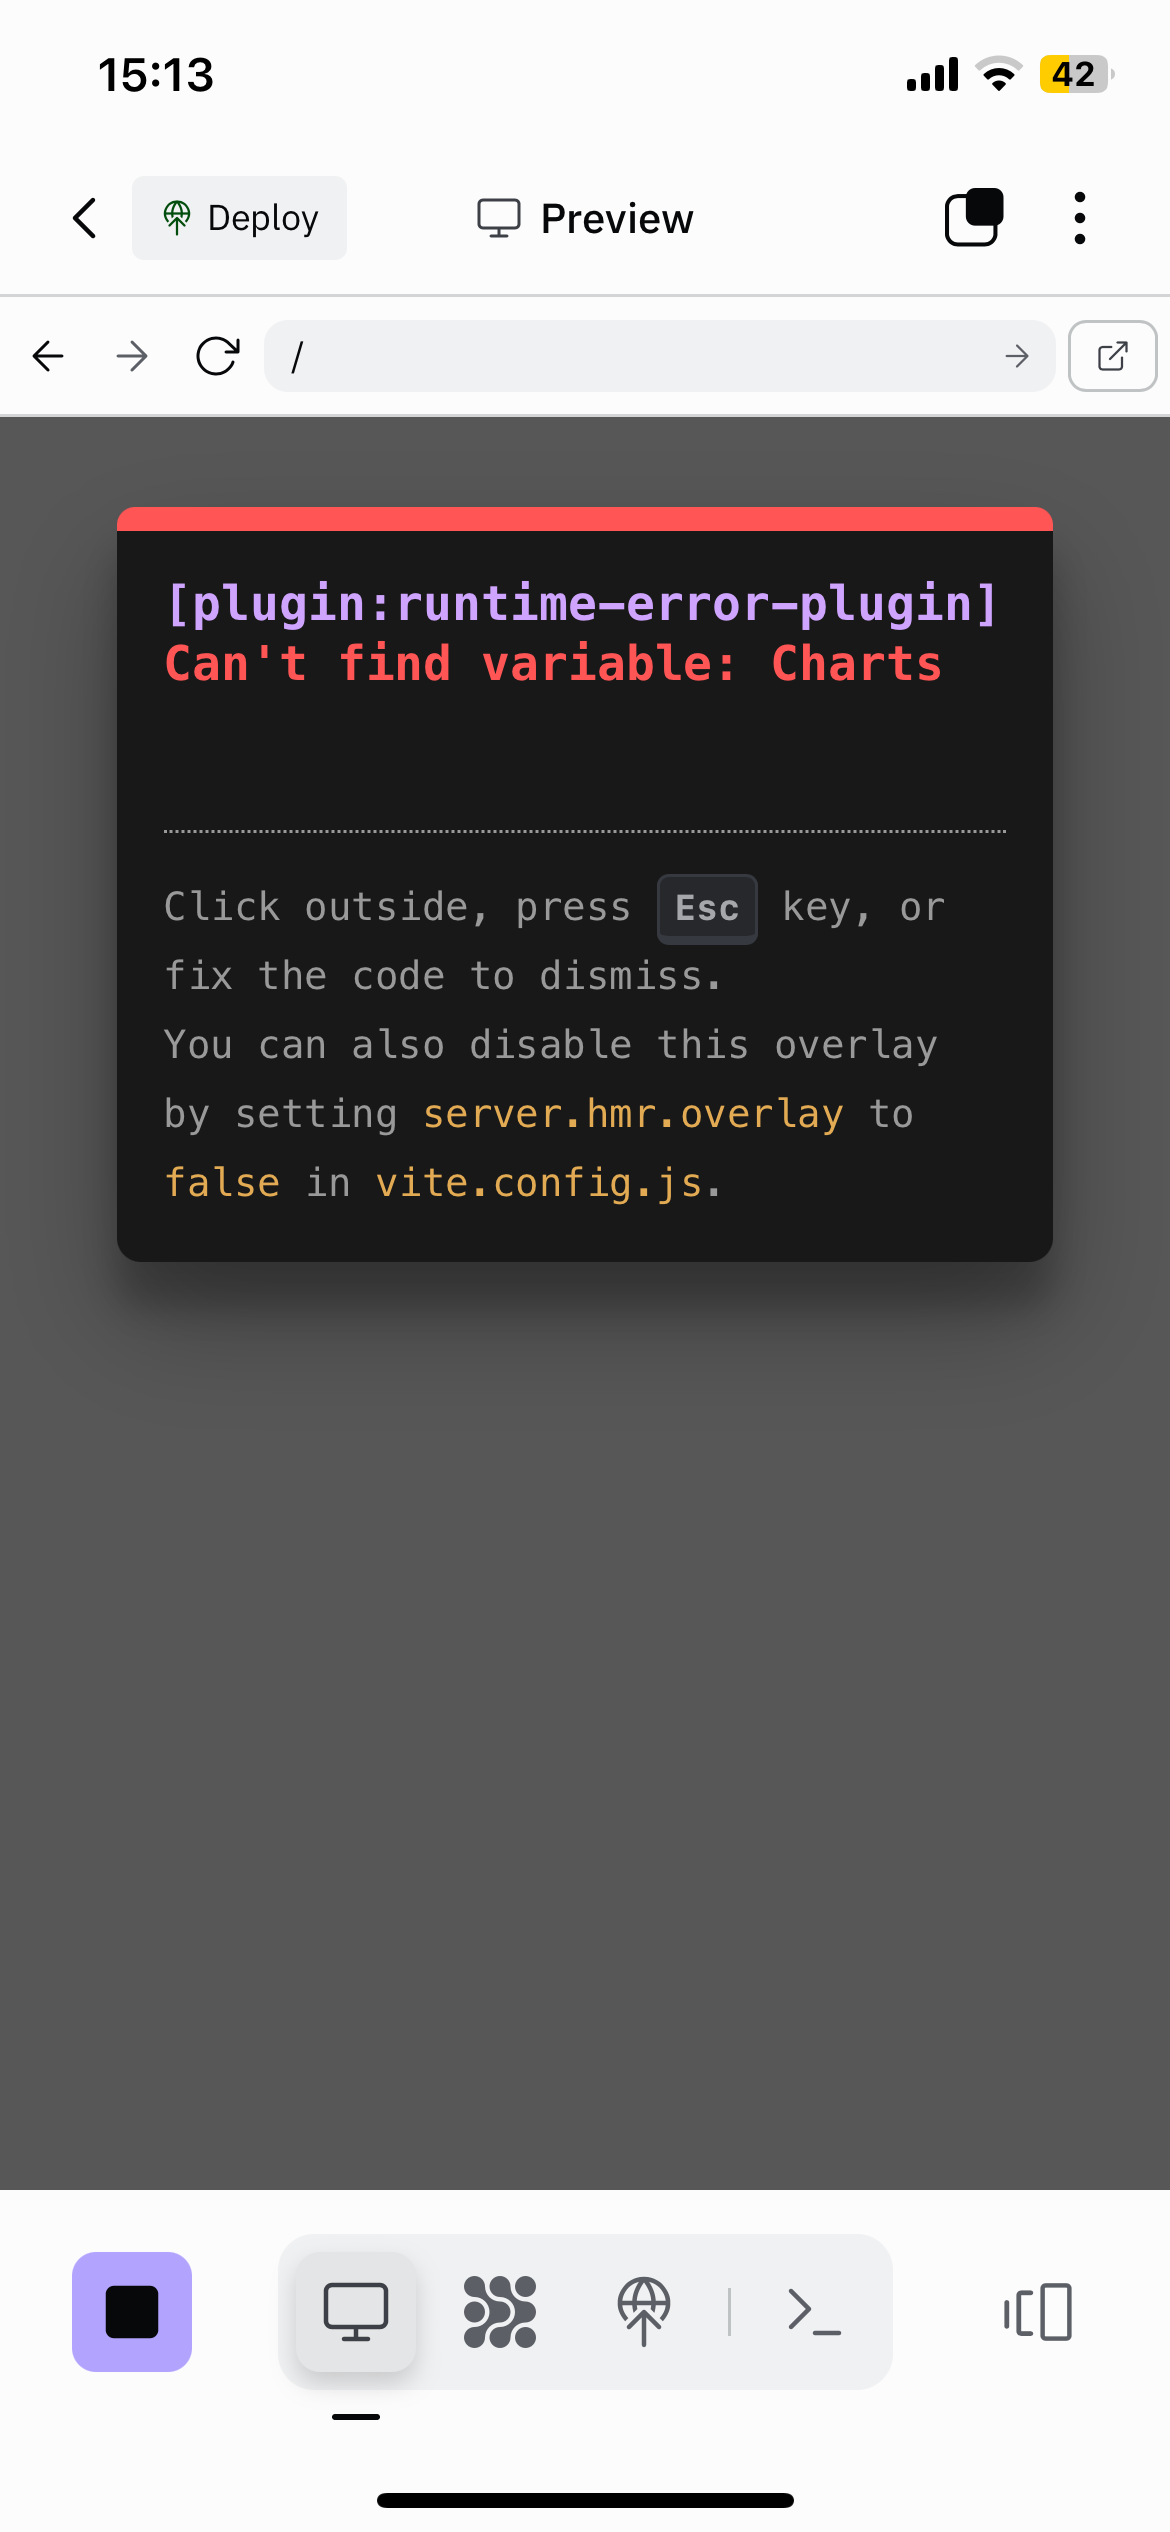 15:13
42
Deploy
Preview
/
[plugin:runtime-error-plugin]
Can't find variable: Charts
Click outside, press Esc key, or
fix the code to dismiss.
You can also disable this overlay
by setting server.hmr.overlay to
false in vite.config.js.